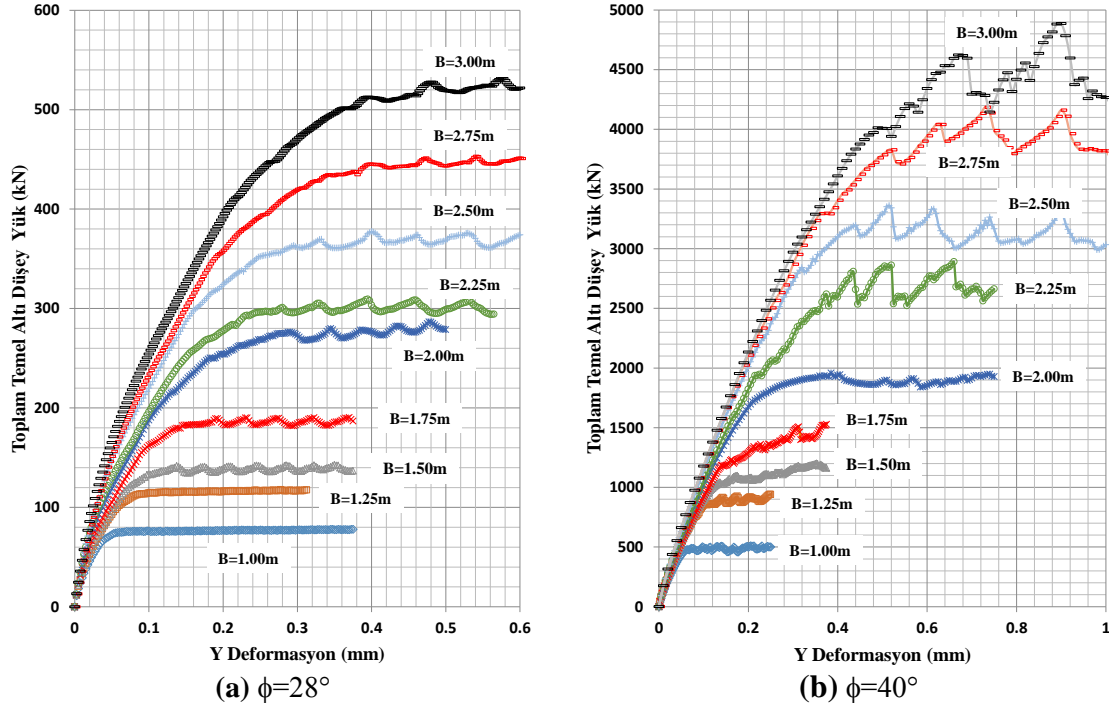 600
500
400
300
200
100
0
Toplam Temel Altı Düşey Yük (kN)
B=3.00m
B=2.75m
B=2.50m
B=2.25m
B=2.00m
B=1.75m
B=1.50m
B=1.25m
B=1.00m
0 0.1 0.2 0.3 0.4 0.5 0.6
Y Deformasyon (mm)
(a) ϕ=28°
5000
4500
4000
3500
3000
2500
2000
1500
1000
500
0
Toplam Temel Altı Düşey Yük (kN)
B=3.00m
B=2.75m
B=2.50m
B=2.25m
B=2.00m
B=1.75m
B=1.50m
B=1.25m
B=1.00m
0 0.2 0.4 0.6 0.8 1
Y Deformasyon (mm)
(b) ϕ=40°